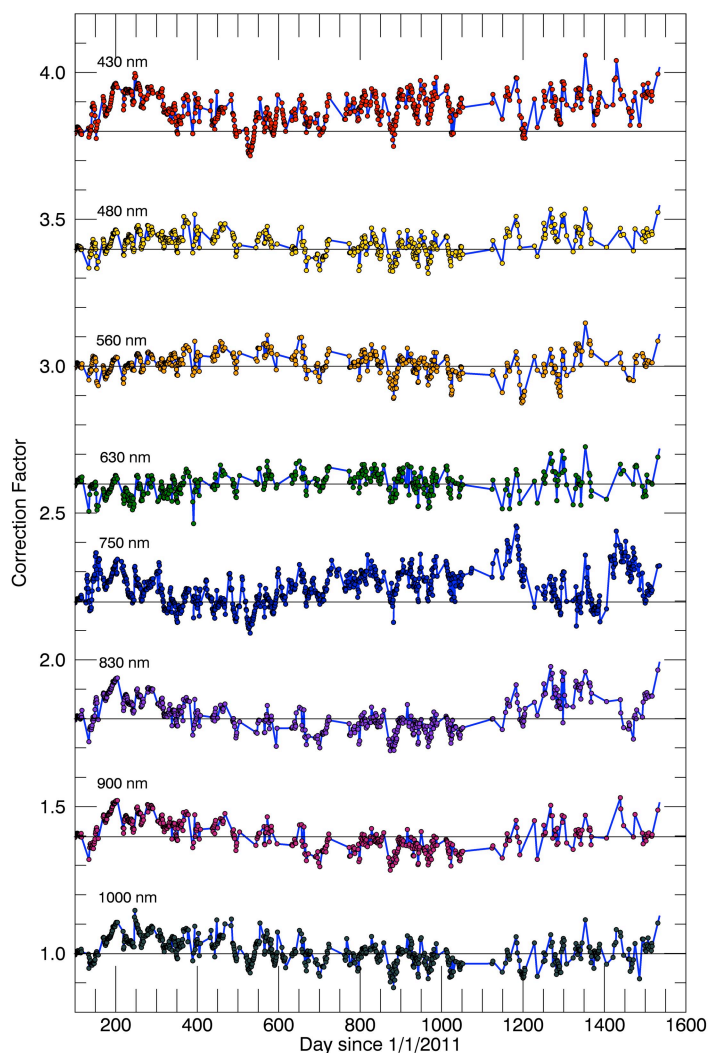 4.0
430 nm
3.5
480 nm
3.0
560 nm
630 nm
2.5
750 nm
Correction Factor
2.0
830 nm
1.5
900 nm
1000 nm
1.0
200 400 600 800 1000 1200 1400 1600
Day since 1/1/2011